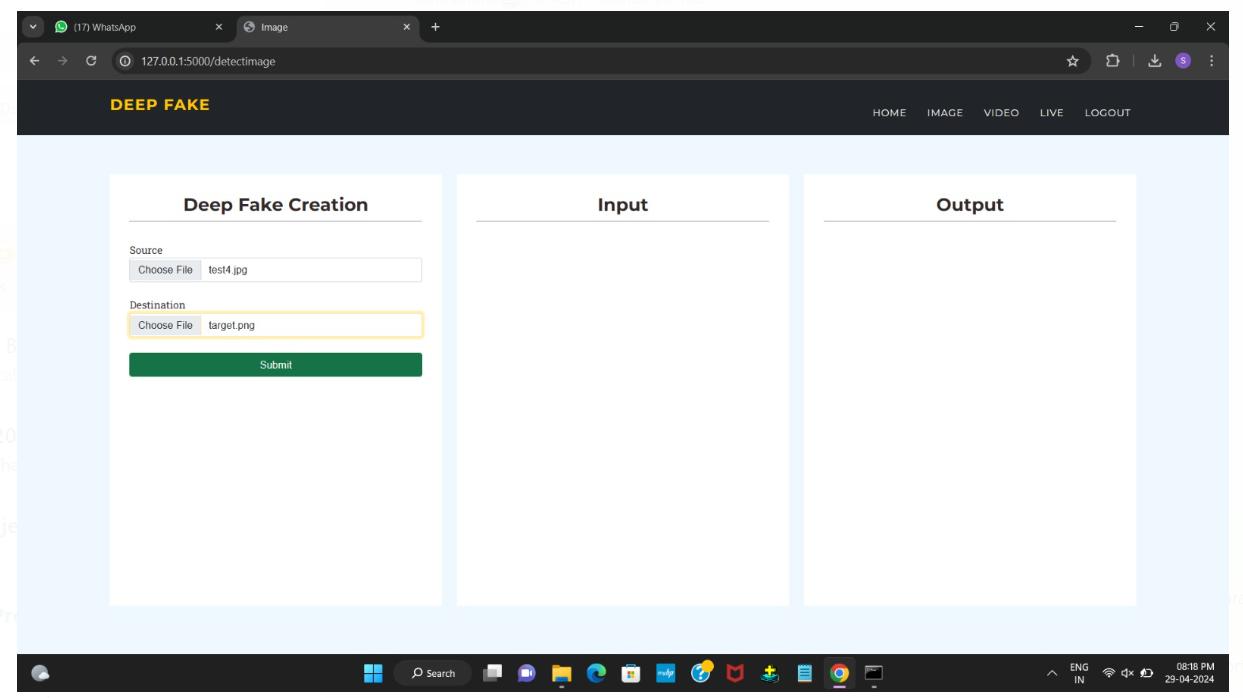 (17) WhatsApp
Image
127.0.0.1:5000/detectimage
S
DEEP FAKE
HOME IMAGE VIDEO LIVE LOGOUT
Deep Fake Creation
Source
Choose File test4.jpg
Destination
Choose File target.png
Submit
Input
Output
Search
myhp
ENG
IN
08:18 PM
29-04-2024